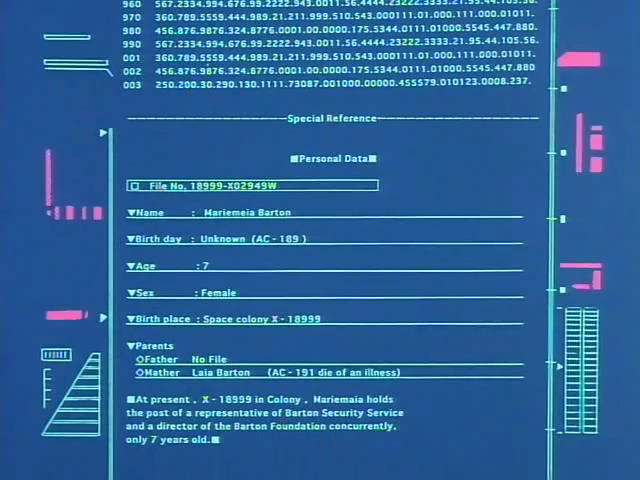 960 567.2334.994.676.99.2222.943.0011.56.4444.23222.3333.21.95.44.105.56.
970 360.789.5559.444.989.21.211.999.510.543.000111.01.000.111.000.01011.
980 456.876.9876.324.8776.0001.00.0000.175.5344.0111.01000.5545.447.880
990 567.2334.994.676.99.2222.943.0011.56.4444.23222.3333.21.95.44.105.56.
001 360.789.5559.444.989.21.211.999.510.543.000111.01.000.111.000.01011.
002 456.876.9876.324.8776.0001.00.0000.175.5344.0111.01000.5545.447.880
003 250.200.30.290.130.1111.73087.001000.00000.455579.010123.0008.237.
Special Reference
■Personal Data■
□ File No. 18999-X02949W
▼Name : Mariemeia Barton
▼Birth day : Unknown (AC - 189 )
▼Age : 7
▼Sex : Female
▼Birth place : Space colony X - 18999
▼Parents
◇Father No File
◇Mather Laia Barton (AC - 191 die of an illness)
■At present , X - 18999 in Colony , Mariemaia holds
the post of a representative of Barton Security Service
and a director of the Barton Foundation concurrently,
only 7 years old.■